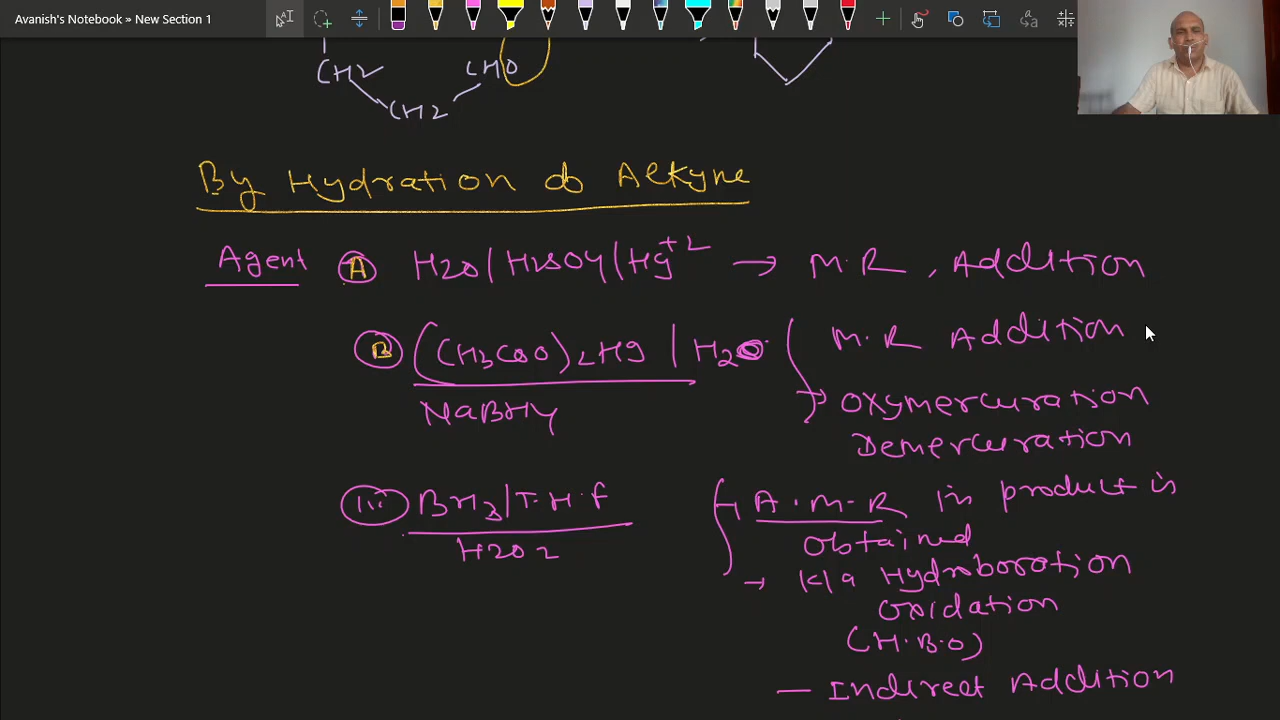 Avanish's Notebook » New Section 1
CH2 CHO
CH2
By Hydration of Alkyne
Agent A H2O/H2SO4/Hg+2 → M.R, Addition
B (CH3COO)2Hg | H2O M.R Addition
NaBH4 → Oxymercuration
Demercuration
iii BH3/T.H.F A.M.R in product is
H2O2 Obtained
→ K/a Hydroboration
Oxidation
(H.B.O)
— Indirect Addition